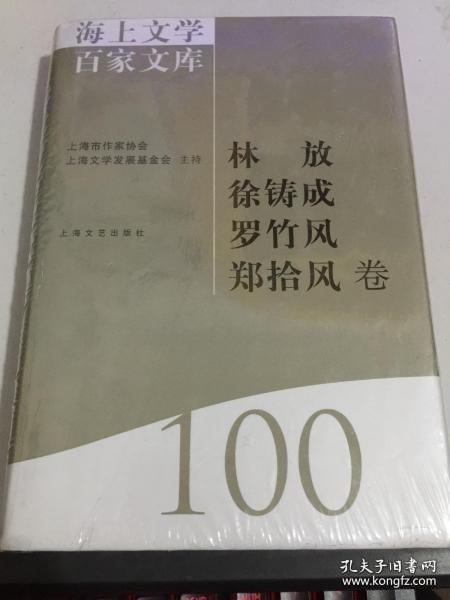 海上文学
百家文库
上海市作家协会
上海文学发展基金会 主持
上海文艺出版社
林 放
徐铸成
罗竹风
郑拾风 卷
100
孔夫子旧书网
www.kongfz.com